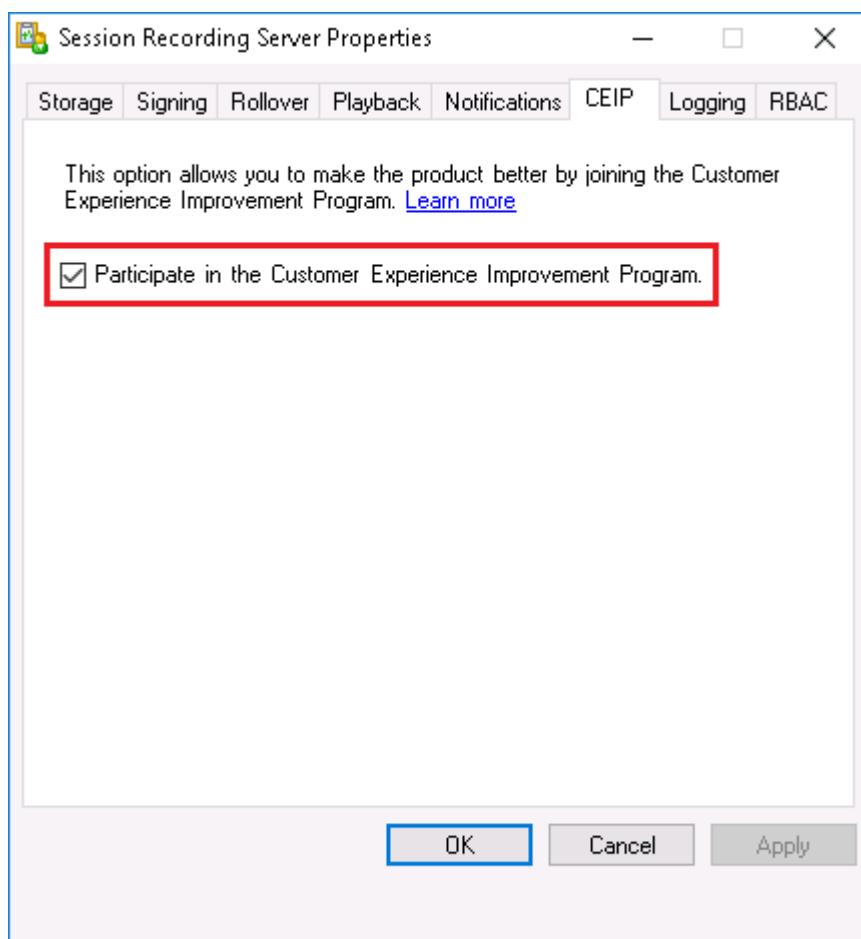 Session Recording Server Properties
Storage Signing Rollover Playback Notifications CEIP Logging RBAC
This option allows you to make the product better by joining the Customer
Experience Improvement Program. Learn more
Participate in the Customer Experience Improvement Program.
OK Cancel Apply